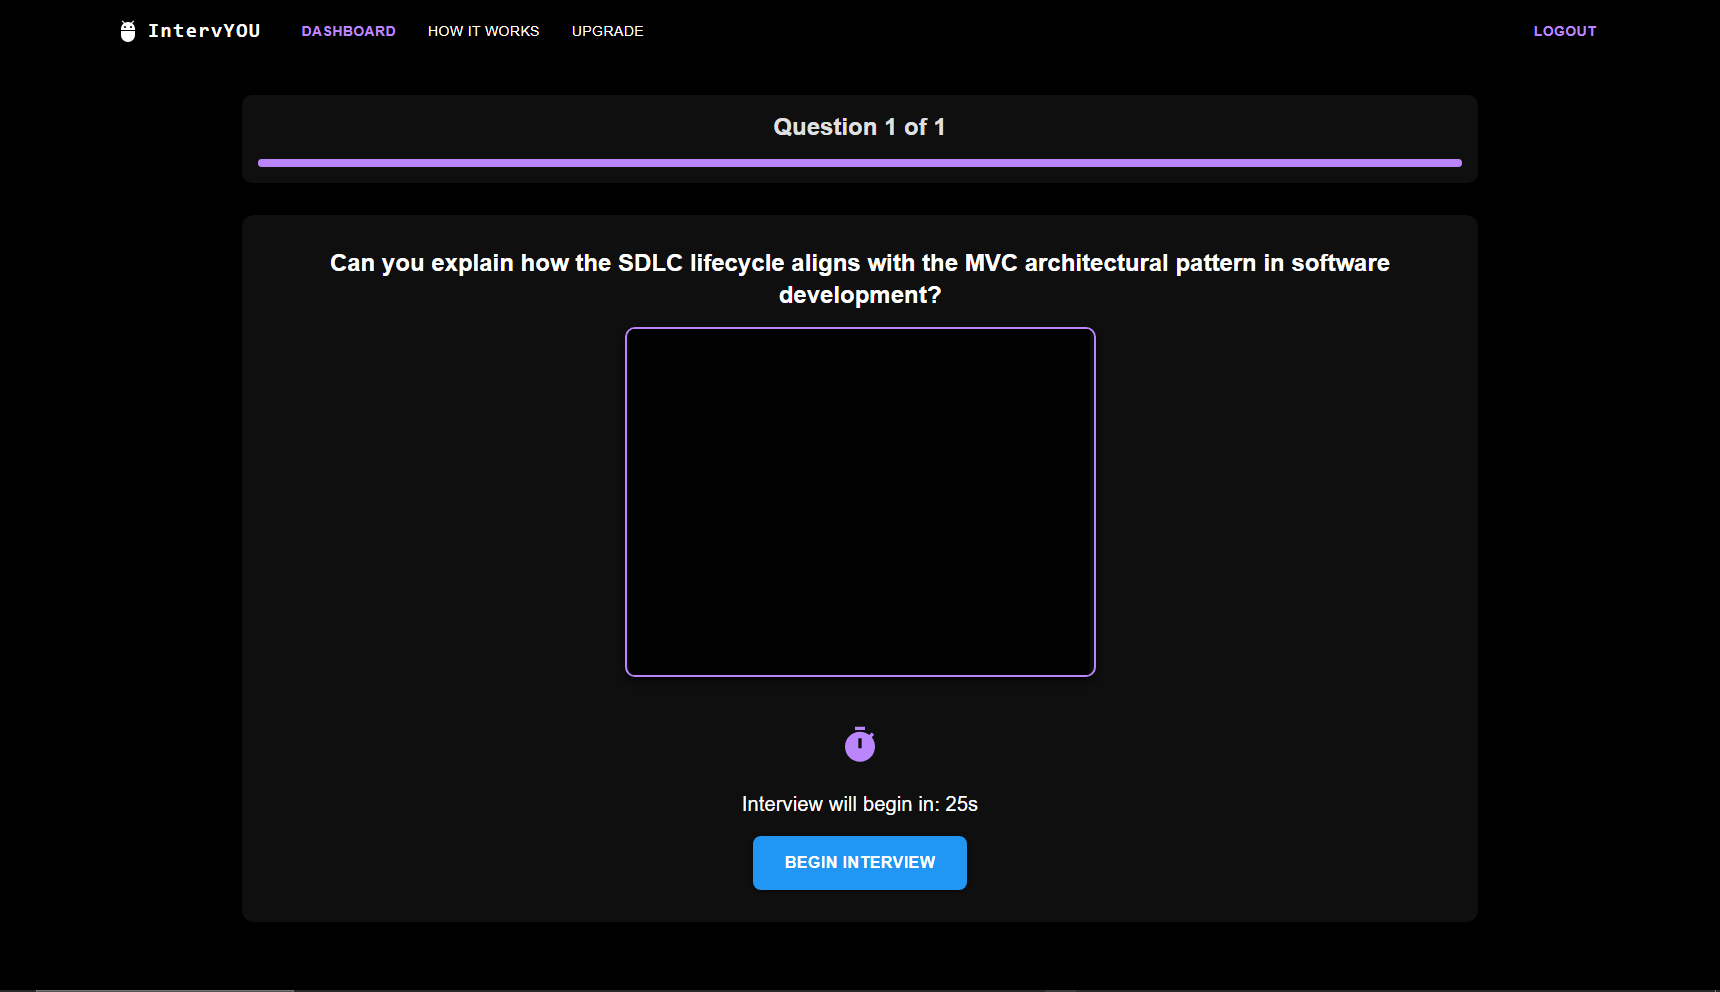 IntervYOU DASHBOARD HOW IT WORKS UPGRADE LOGOUT
Question 1 of 1
Can you explain how the SDLC lifecycle aligns with the MVC architectural pattern in software
development?
Interview will begin in: 25s
BEGIN INTERVIEW